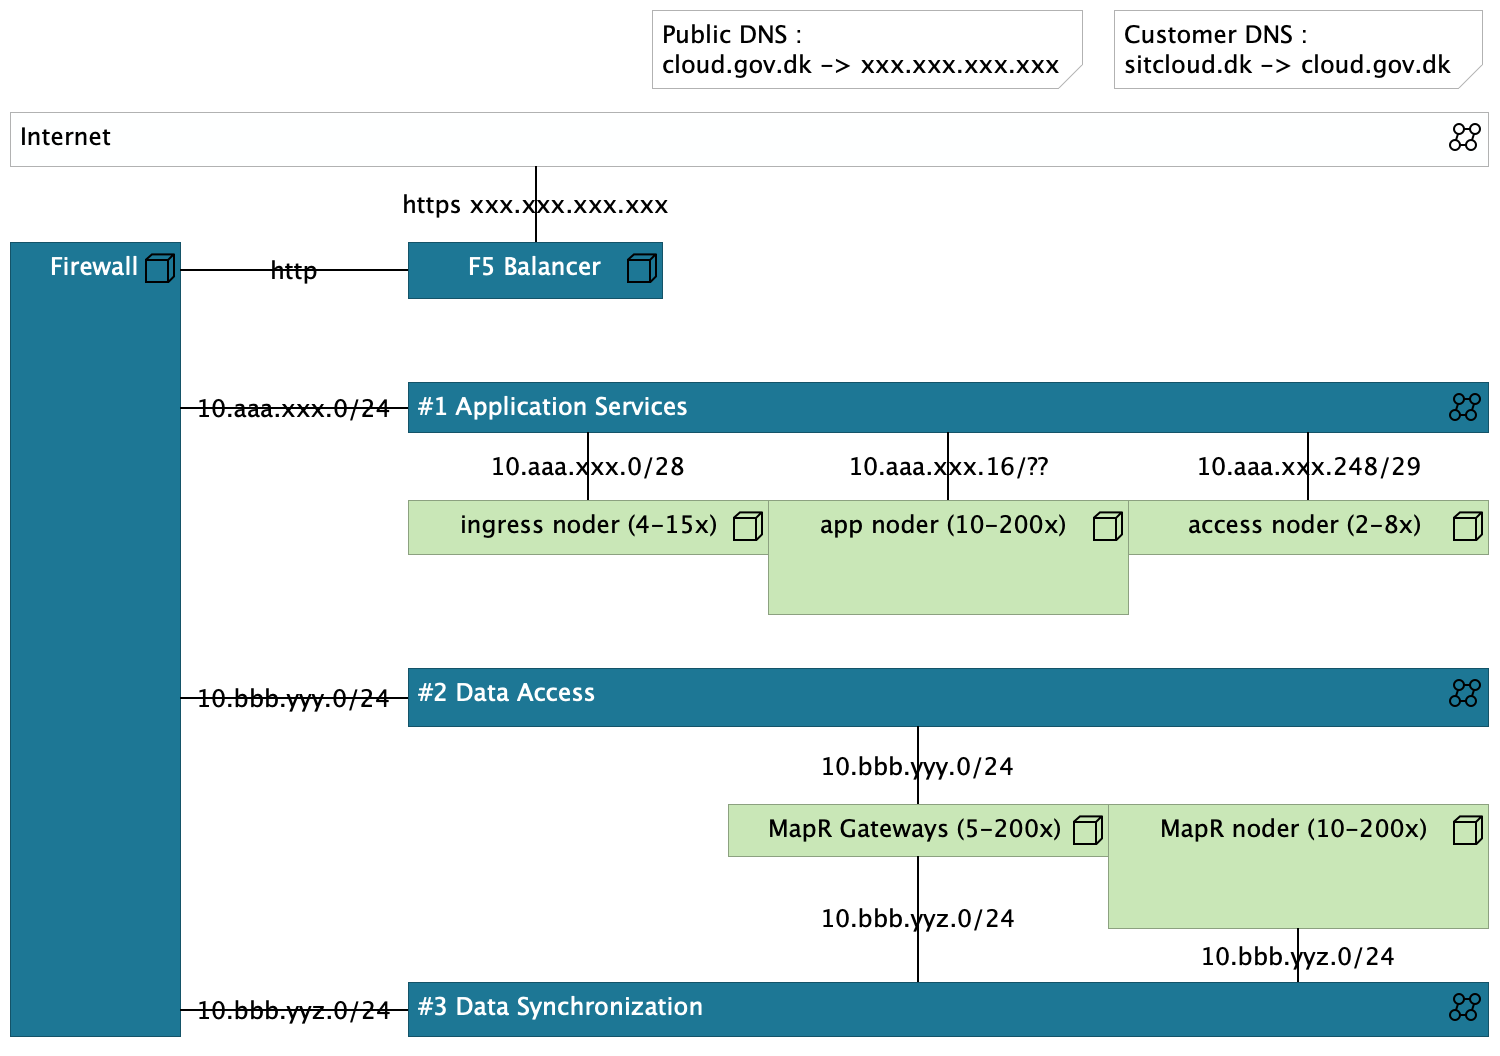 Public DNS :
cloud.gov.dk -> xxx.xxx.xxx.xxx
Customer DNS :
sitcloud.dk -> cloud.gov.dk
Internet
https xxx.xxx.xxx.xxx
Firewall
http
F5 Balancer
10.aaa.xxx.0/24
#1 Application Services
10.aaa.xxx.0/28
10.aaa.xxx.16/??
10.aaa.xxx.248/29
ingress noder (4-15x)
app noder (10-200x)
access noder (2-8x)
10.bbb.yyy.0/24
#2 Data Access
10.bbb.yyy.0/24
MapR Gateways (5-200x)
MapR noder (10-200x)
10.bbb.yyz.0/24
10.bbb.yyz.0/24
10.bbb.yyz.0/24
#3 Data Synchronization